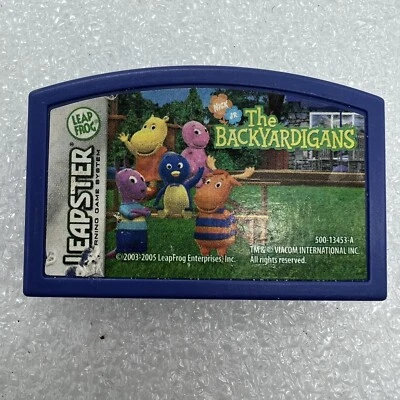 LEAP
FROG
LEAPSTER
RNING GAME SYSTEM
NICK
JR.
The
BACKYARDIGANS
500-13453-A
TM & © VIACOM INTERNATIONAL INC.
All rights reserved.
©2003-2005 LeapFrog Enterprises, Inc.